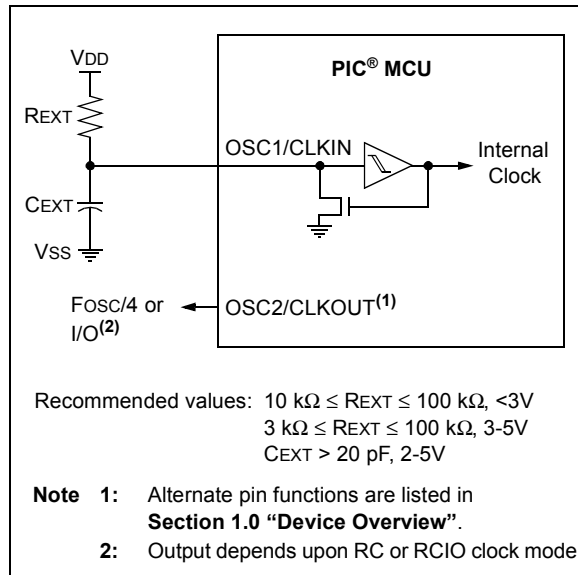 VDD
PIC® MCU
REXT
OSC1/CLKIN
Internal
Clock
CEXT
VSS
FOSC/4 or
I/O(2)
OSC2/CLKOUT(1)
Recommended values: 10 kΩ ≤ REXT ≤ 100 kΩ, <3V
3 kΩ ≤ REXT ≤ 100 kΩ, 3-5V
CEXT > 20 pF, 2-5V
Note 1: Alternate pin functions are listed in
Section 1.0 “Device Overview”.
2: Output depends upon RC or RCIO clock mode